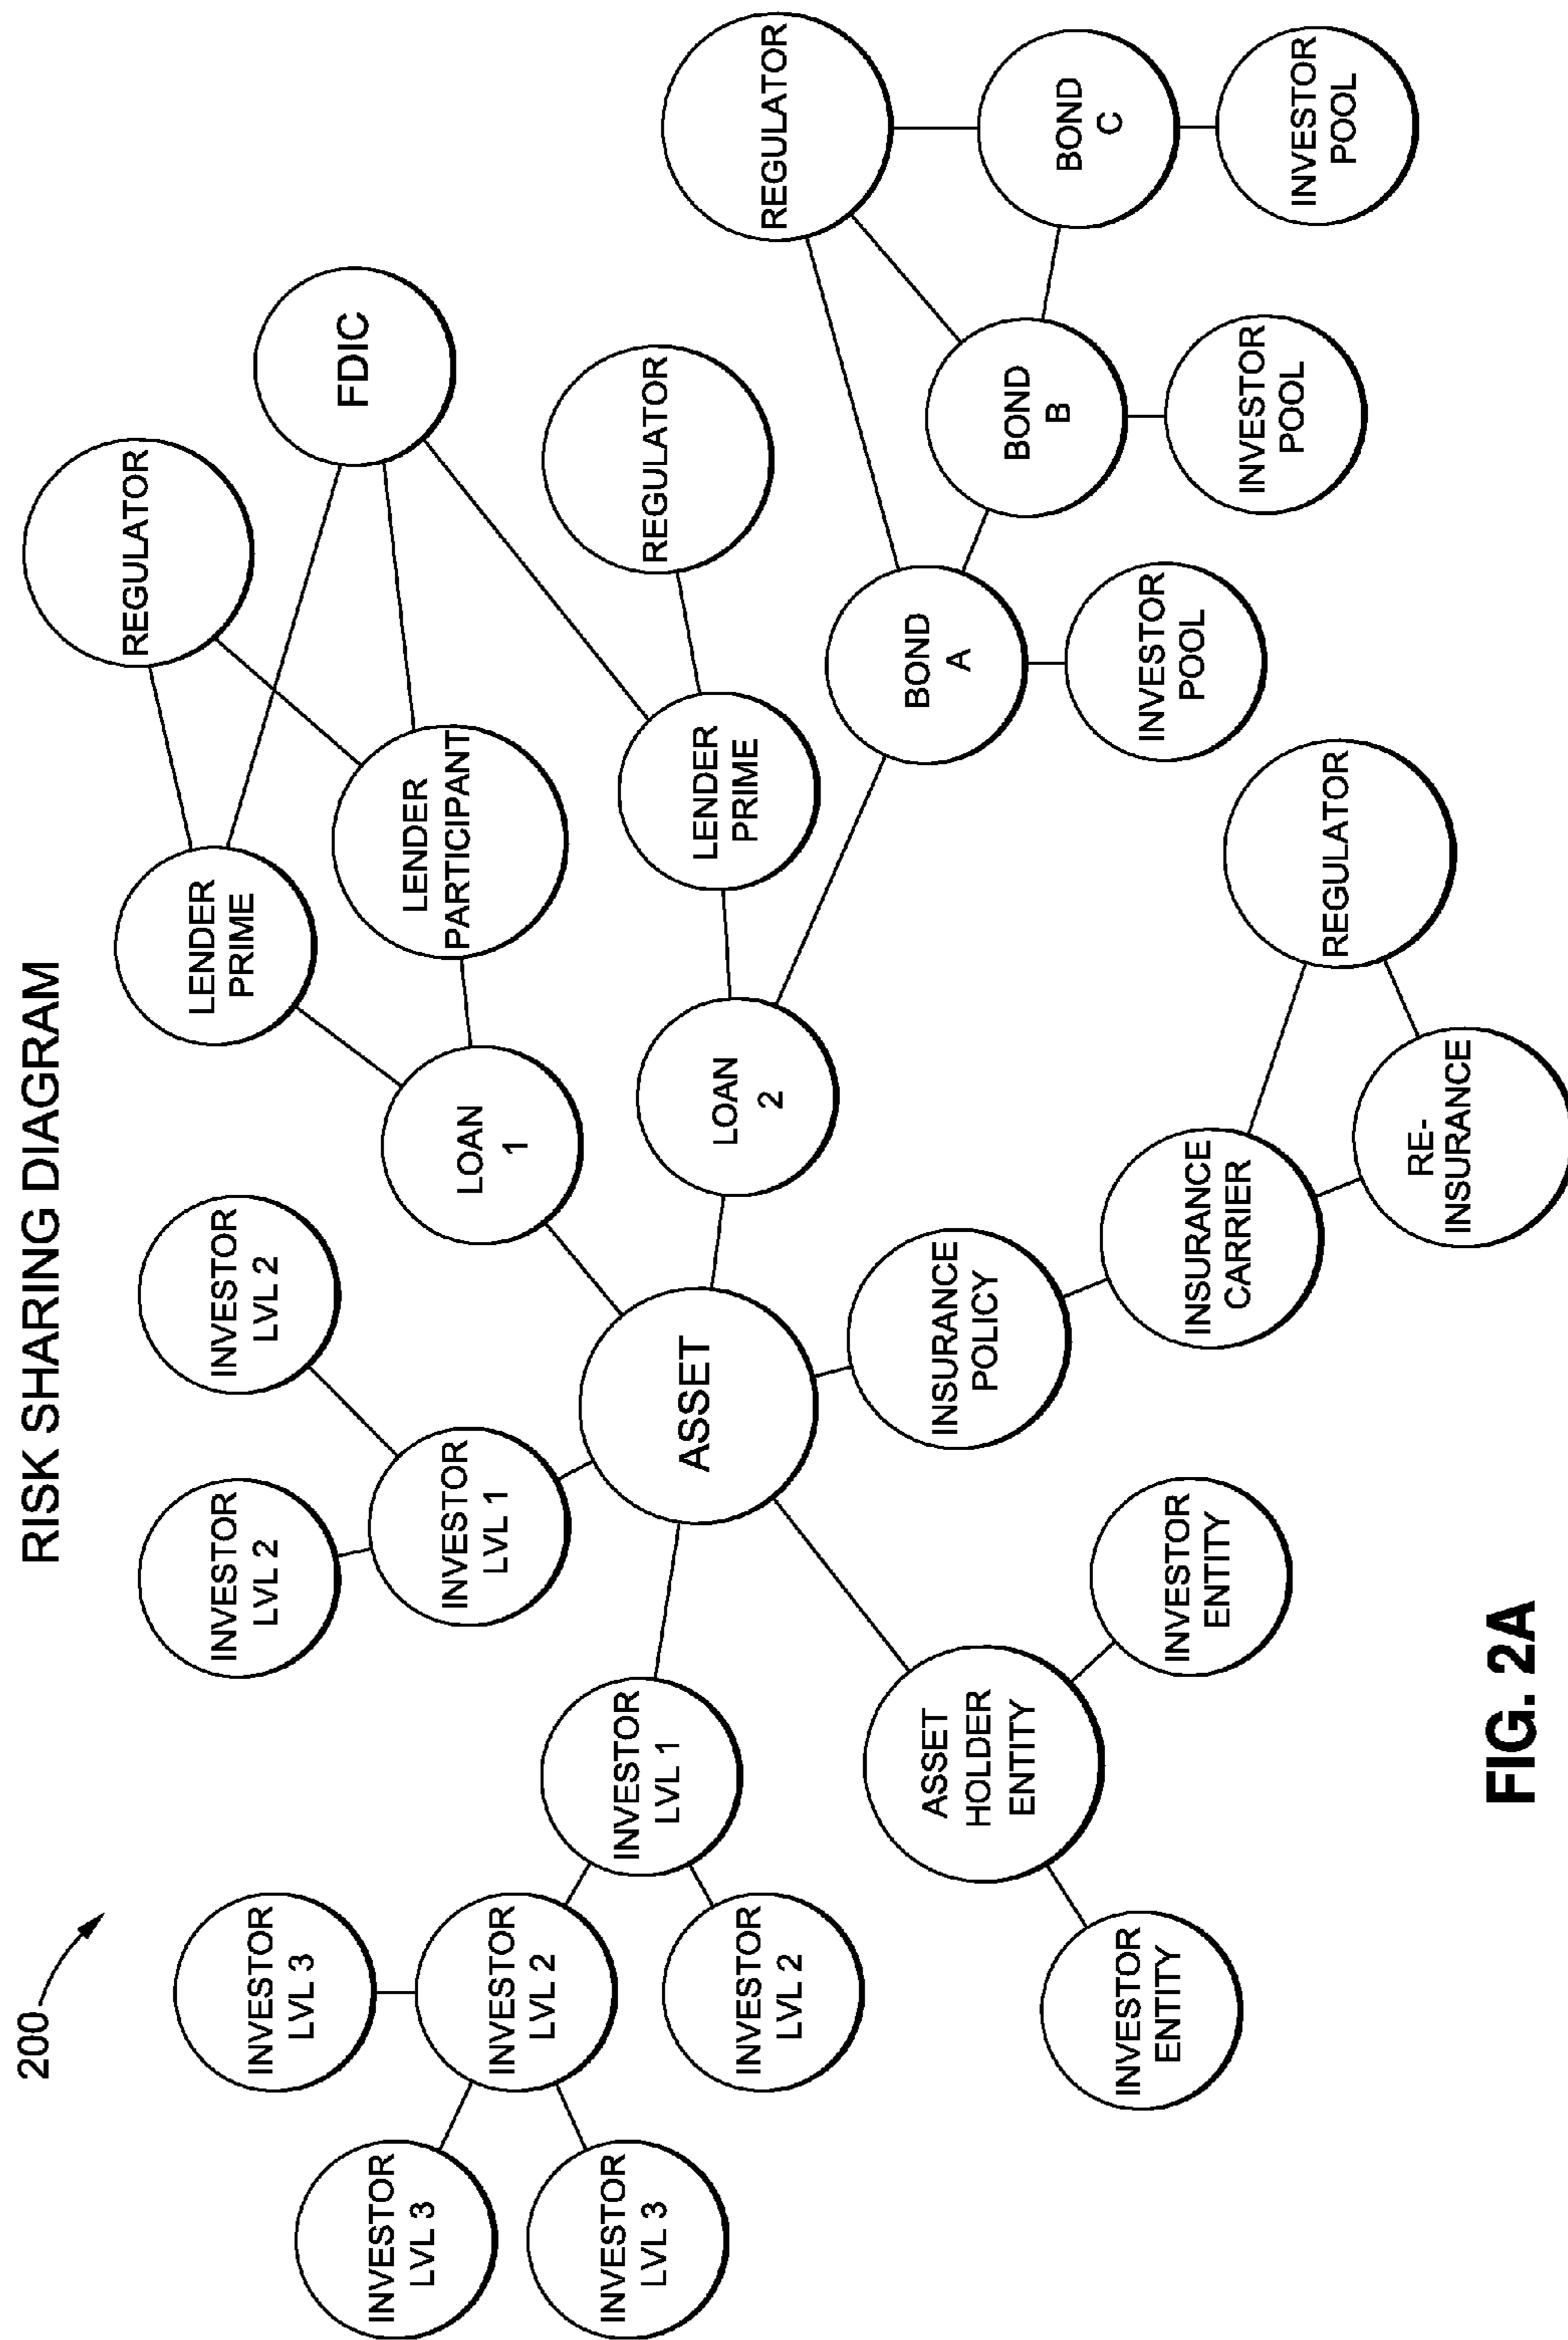 RISK SHARING DIAGRAM
200
REGULATOR
FDIC
LENDER
PRIME
LENDER
PARTICIPANT
REGULATOR
REGULATOR
LENDER
PRIME
LOAN
1
LOAN
2
BOND
A
BOND
B
BOND
C
INVESTOR
POOL
INVESTOR
POOL
INVESTOR
POOL
INVESTOR
LVL 2
INVESTOR
LVL 2
INVESTOR
LVL 1
ASSET
INSURANCE
POLICY
INSURANCE
CARRIER
RE-
INSURANCE
REGULATOR
INVESTOR
LVL 3
INVESTOR
LVL 3
INVESTOR
LVL 3
INVESTOR
LVL 2
INVESTOR
LVL 2
INVESTOR
LVL 1
ASSET
HOLDER
ENTITY
INVESTOR
ENTITY
INVESTOR
ENTITY
FIG. 2A